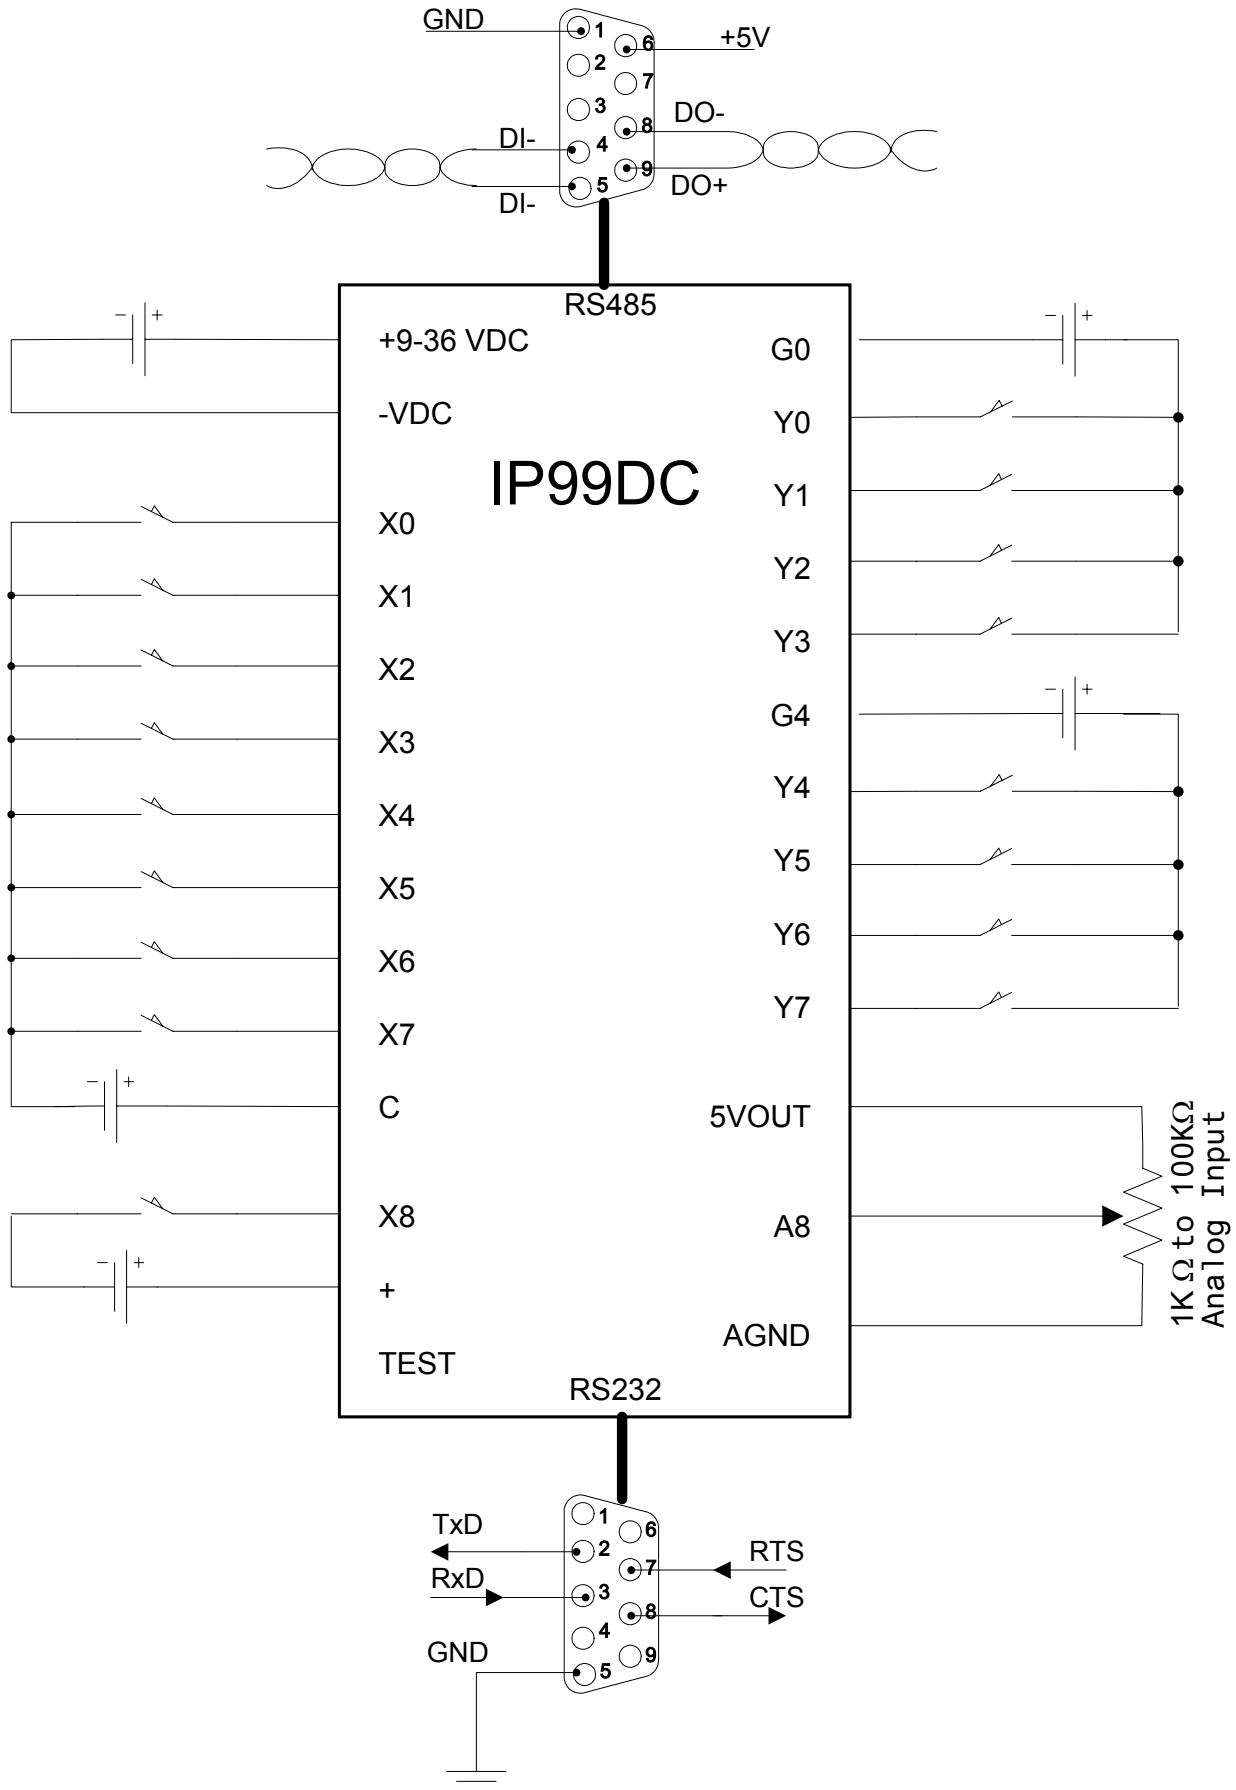 GND
1
6
+5V
2
7
3
8
DO-
DI-
4
9
DO+
5
DI-
RS485
- +
+9-36 VDC
-VDC
IP99DC
X0
X1
X2
X3
X4
X5
X6
X7
- +
C
X8
- +
+
TEST
- +
G0
Y0
Y1
Y2
Y3
- +
G4
Y4
Y5
Y6
Y7
5VOUT
A8
AGND
1KΩ to 100KΩ
Analog Input
RS232
1
6
TxD
2
7
RTS
RxD
3
8
CTS
4
9
GND
5